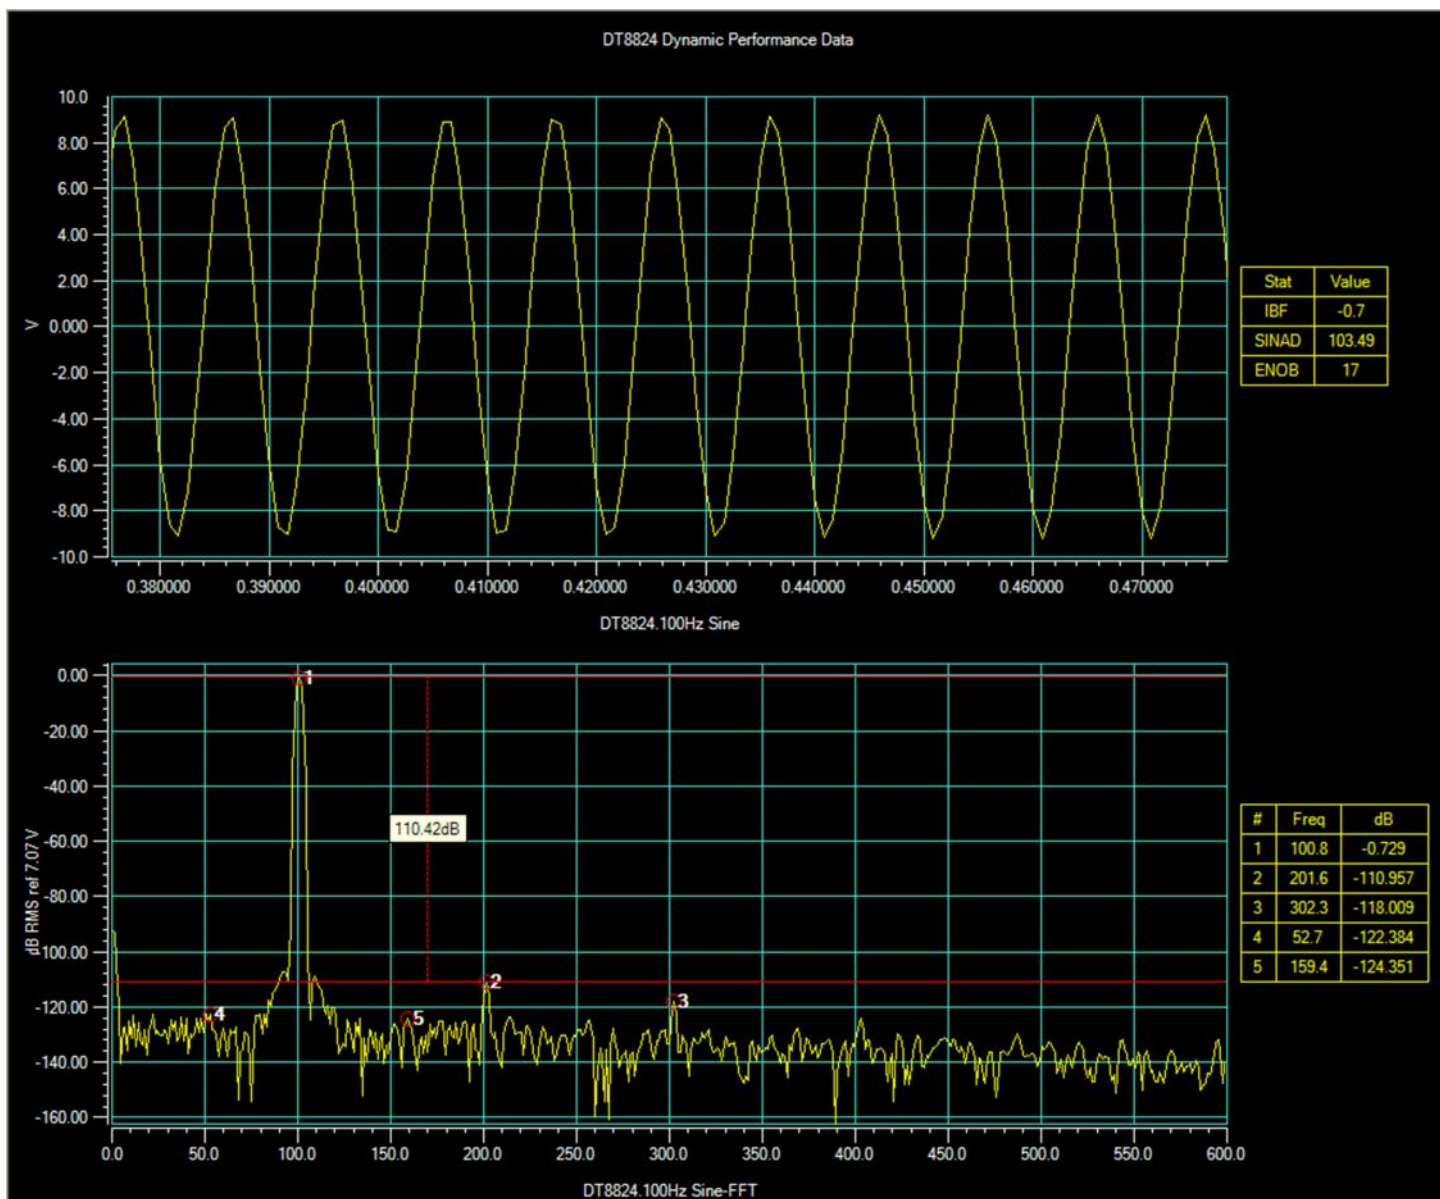 DT8824 Dynamic Performance Data
10.0
8.00
6.00
4.00
2.00
0.000
-2.00
-4.00
-6.00
-8.00
-10.0
V
0.380000 0.390000 0.400000 0.410000 0.420000 0.430000 0.440000 0.450000 0.460000 0.470000
DT8824.100Hz Sine
Stat Value
IBF -0.7
SINAD 103.49
ENOB 17
0.00
-20.00
-40.00
-60.00
-80.00
-100.00
-120.00
-140.00
-160.00
dB RMS ref 7.07 V
1
110.42dB
2
3
4
5
0.0 50.0 100.0 150.0 200.0 250.0 300.0 350.0 400.0 450.0 500.0 550.0 600.0
DT8824.100Hz Sine-FFT
# Freq dB
1 100.8 -0.729
2 201.6 -110.957
3 302.3 -118.009
4 52.7 -122.384
5 159.4 -124.351